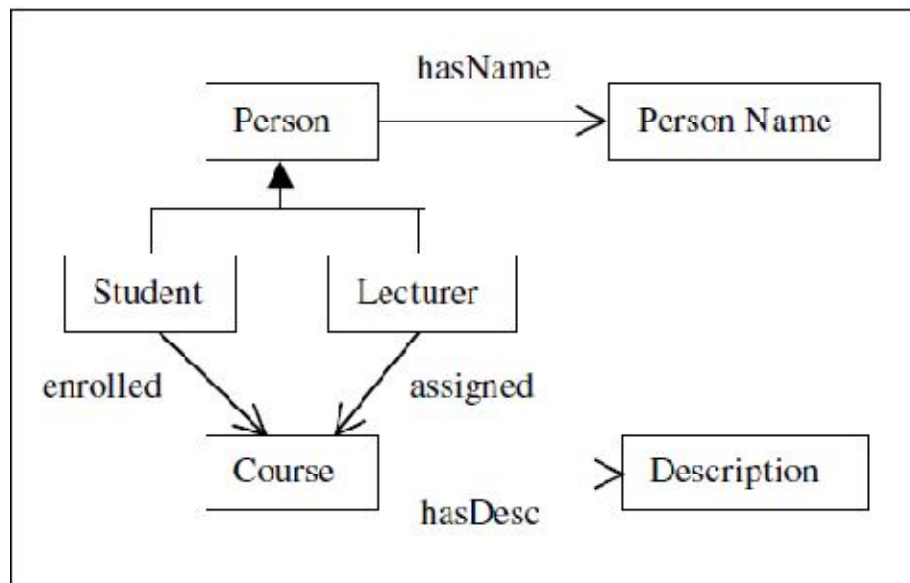 hasName
Person
Person Name
Student
Lecturer
enrolled
assigned
Course
Description
hasDesc